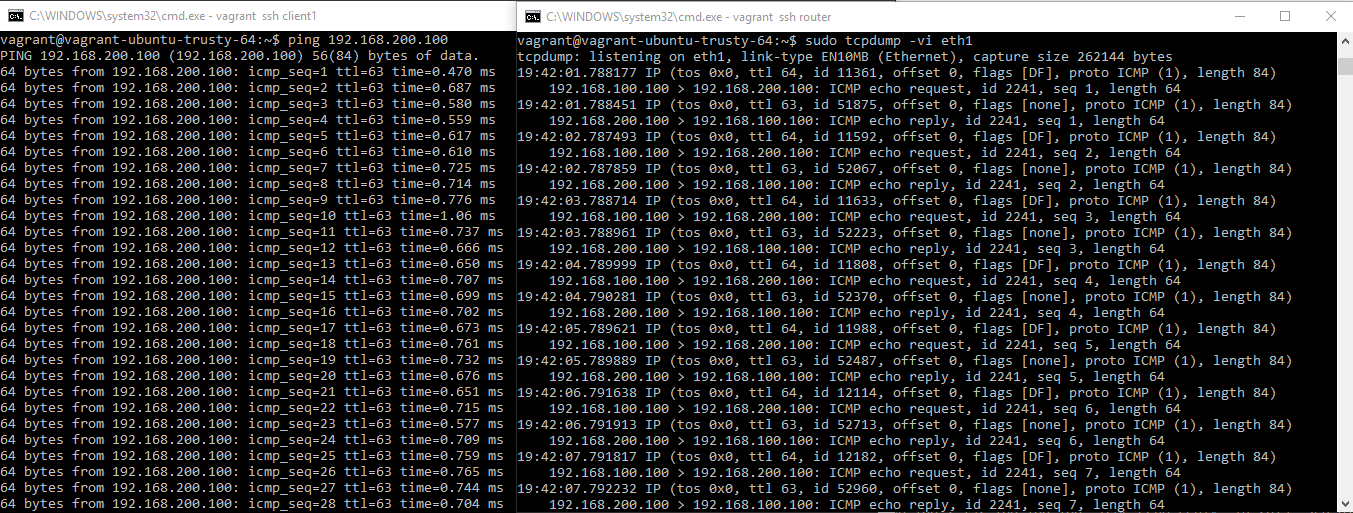 C:\WINDOWS\system32\cmd.exe - vagrant ssh client1
vagrant@vagrant-ubuntu-trusty-64:~$ ping 192.168.200.100
PING 192.168.200.100 (192.168.200.100) 56(84) bytes of data.
64 bytes from 192.168.200.100: icmp_seq=1 ttl=63 time=0.470 ms
64 bytes from 192.168.200.100: icmp_seq=2 ttl=63 time=0.687 ms
64 bytes from 192.168.200.100: icmp_seq=3 ttl=63 time=0.580 ms
64 bytes from 192.168.200.100: icmp_seq=4 ttl=63 time=0.559 ms
64 bytes from 192.168.200.100: icmp_seq=5 ttl=63 time=0.617 ms
64 bytes from 192.168.200.100: icmp_seq=6 ttl=63 time=0.610 ms
64 bytes from 192.168.200.100: icmp_seq=7 ttl=63 time=0.725 ms
64 bytes from 192.168.200.100: icmp_seq=8 ttl=63 time=0.714 ms
64 bytes from 192.168.200.100: icmp_seq=9 ttl=63 time=0.776 ms
64 bytes from 192.168.200.100: icmp_seq=10 ttl=63 time=1.06 ms
64 bytes from 192.168.200.100: icmp_seq=11 ttl=63 time=0.737 ms
64 bytes from 192.168.200.100: icmp_seq=12 ttl=63 time=0.666 ms
64 bytes from 192.168.200.100: icmp_seq=13 ttl=63 time=0.650 ms
64 bytes from 192.168.200.100: icmp_seq=14 ttl=63 time=0.707 ms
64 bytes from 192.168.200.100: icmp_seq=15 ttl=63 time=0.699 ms
64 bytes from 192.168.200.100: icmp_seq=16 ttl=63 time=0.702 ms
64 bytes from 192.168.200.100: icmp_seq=17 ttl=63 time=0.673 ms
64 bytes from 192.168.200.100: icmp_seq=18 ttl=63 time=0.761 ms
64 bytes from 192.168.200.100: icmp_seq=19 ttl=63 time=0.732 ms
64 bytes from 192.168.200.100: icmp_seq=20 ttl=63 time=0.676 ms
64 bytes from 192.168.200.100: icmp_seq=21 ttl=63 time=0.651 ms
64 bytes from 192.168.200.100: icmp_seq=22 ttl=63 time=0.715 ms
64 bytes from 192.168.200.100: icmp_seq=23 ttl=63 time=0.577 ms
64 bytes from 192.168.200.100: icmp_seq=24 ttl=63 time=0.709 ms
64 bytes from 192.168.200.100: icmp_seq=25 ttl=63 time=0.759 ms
64 bytes from 192.168.200.100: icmp_seq=26 ttl=63 time=0.765 ms
64 bytes from 192.168.200.100: icmp_seq=27 ttl=63 time=0.744 ms
64 bytes from 192.168.200.100: icmp_seq=28 ttl=63 time=0.704 ms
C:\WINDOWS\system32\cmd.exe - vagrant ssh router
vagrant@vagrant-ubuntu-trusty-64:~$ sudo tcpdump -vi eth1
tcpdump: listening on eth1, link-type EN10MB (Ethernet), capture size 262144 bytes
19:42:01.788177 IP (tos 0x0, ttl 64, id 11361, offset 0, flags [DF], proto ICMP (1), length 84)
192.168.100.100 > 192.168.200.100: ICMP echo request, id 2241, seq 1, length 64
19:42:01.788451 IP (tos 0x0, ttl 63, id 51875, offset 0, flags [none], proto ICMP (1), length 84)
192.168.200.100 > 192.168.100.100: ICMP echo reply, id 2241, seq 1, length 64
19:42:02.787493 IP (tos 0x0, ttl 64, id 11592, offset 0, flags [DF], proto ICMP (1), length 84)
192.168.100.100 > 192.168.200.100: ICMP echo request, id 2241, seq 2, length 64
19:42:02.787859 IP (tos 0x0, ttl 63, id 52067, offset 0, flags [none], proto ICMP (1), length 84)
192.168.200.100 > 192.168.100.100: ICMP echo reply, id 2241, seq 2, length 64
19:42:03.788714 IP (tos 0x0, ttl 64, id 11633, offset 0, flags [DF], proto ICMP (1), length 84)
192.168.100.100 > 192.168.200.100: ICMP echo request, id 2241, seq 3, length 64
19:42:03.788961 IP (tos 0x0, ttl 63, id 52223, offset 0, flags [none], proto ICMP (1), length 84)
192.168.200.100 > 192.168.100.100: ICMP echo reply, id 2241, seq 3, length 64
19:42:04.789999 IP (tos 0x0, ttl 64, id 11808, offset 0, flags [DF], proto ICMP (1), length 84)
192.168.100.100 > 192.168.200.100: ICMP echo request, id 2241, seq 4, length 64
19:42:04.790281 IP (tos 0x0, ttl 63, id 52370, offset 0, flags [none], proto ICMP (1), length 84)
192.168.200.100 > 192.168.100.100: ICMP echo reply, id 2241, seq 4, length 64
19:42:05.789621 IP (tos 0x0, ttl 64, id 11988, offset 0, flags [DF], proto ICMP (1), length 84)
192.168.100.100 > 192.168.200.100: ICMP echo request, id 2241, seq 5, length 64
19:42:05.789889 IP (tos 0x0, ttl 63, id 52487, offset 0, flags [none], proto ICMP (1), length 84)
192.168.200.100 > 192.168.100.100: ICMP echo reply, id 2241, seq 5, length 64
19:42:06.791638 IP (tos 0x0, ttl 64, id 12114, offset 0, flags [DF], proto ICMP (1), length 84)
192.168.100.100 > 192.168.200.100: ICMP echo request, id 2241, seq 6, length 64
19:42:06.791913 IP (tos 0x0, ttl 63, id 52713, offset 0, flags [none], proto ICMP (1), length 84)
192.168.200.100 > 192.168.100.100: ICMP echo reply, id 2241, seq 6, length 64
19:42:07.791817 IP (tos 0x0, ttl 64, id 12182, offset 0, flags [DF], proto ICMP (1), length 84)
192.168.100.100 > 192.168.200.100: ICMP echo request, id 2241, seq 7, length 64
19:42:07.792232 IP (tos 0x0, ttl 63, id 52960, offset 0, flags [none], proto ICMP (1), length 84)
192.168.200.100 > 192.168.100.100: ICMP echo reply, id 2241, seq 7, length 64